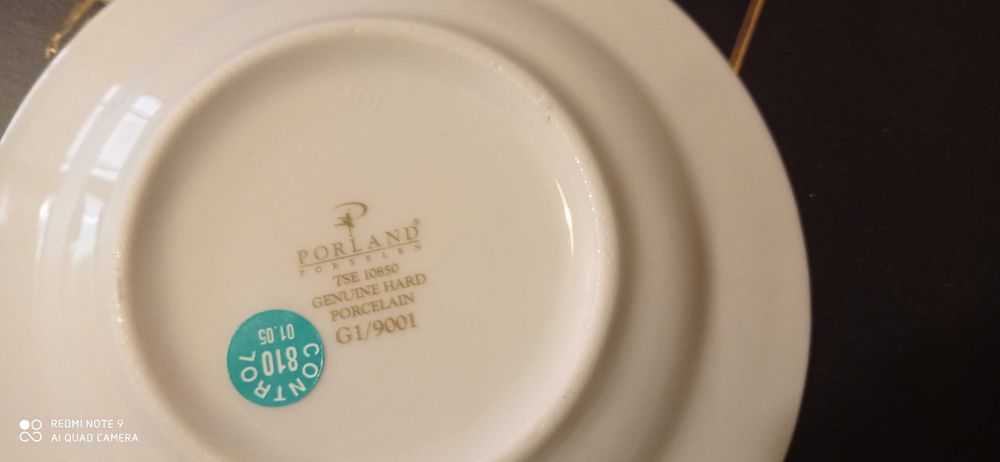 PORLAND®
PORSELEN
TSE 10850
GENUINE HARD
PORCELAIN
G1/9001
CONTROL
810
01.05
REDMI NOTE 9
AI QUAD CAMERA